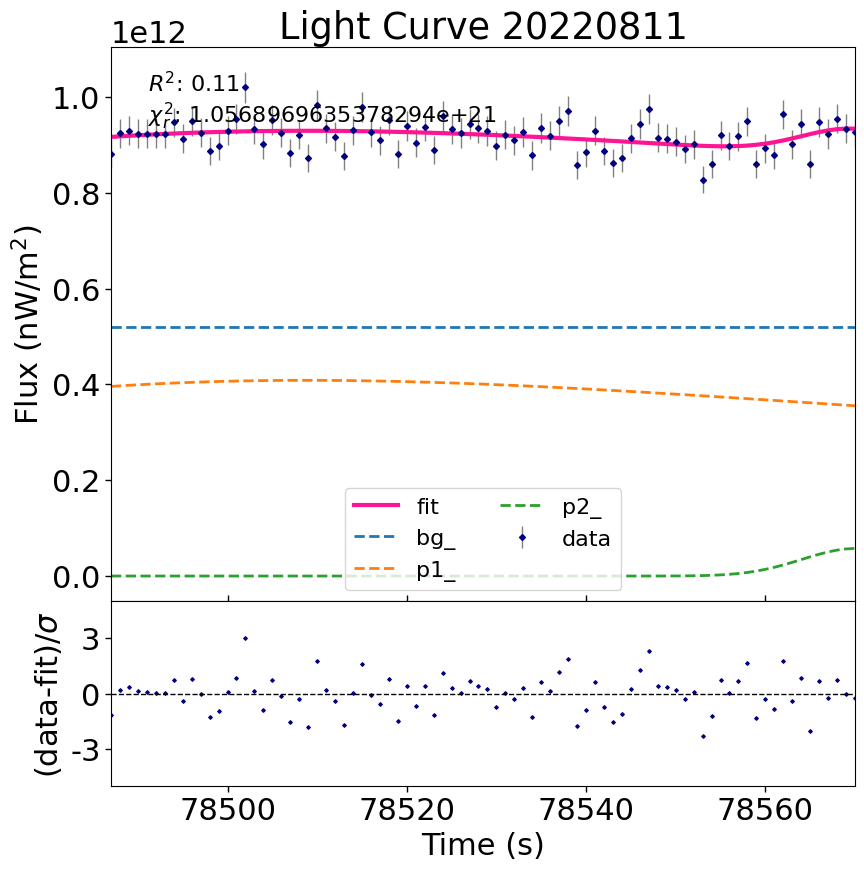 Light Curve 20220811
1e12
R²: 0.11
χ²ᵣ: 1.0568969635378294e+21
1.0
0.8
0.6
0.4
0.2
0.0
Flux (nW/m²)
fit
bg_
p1_
p2_
data
3
0
-3
(data-fit)/σ
78500 78520 78540 78560
Time (s)